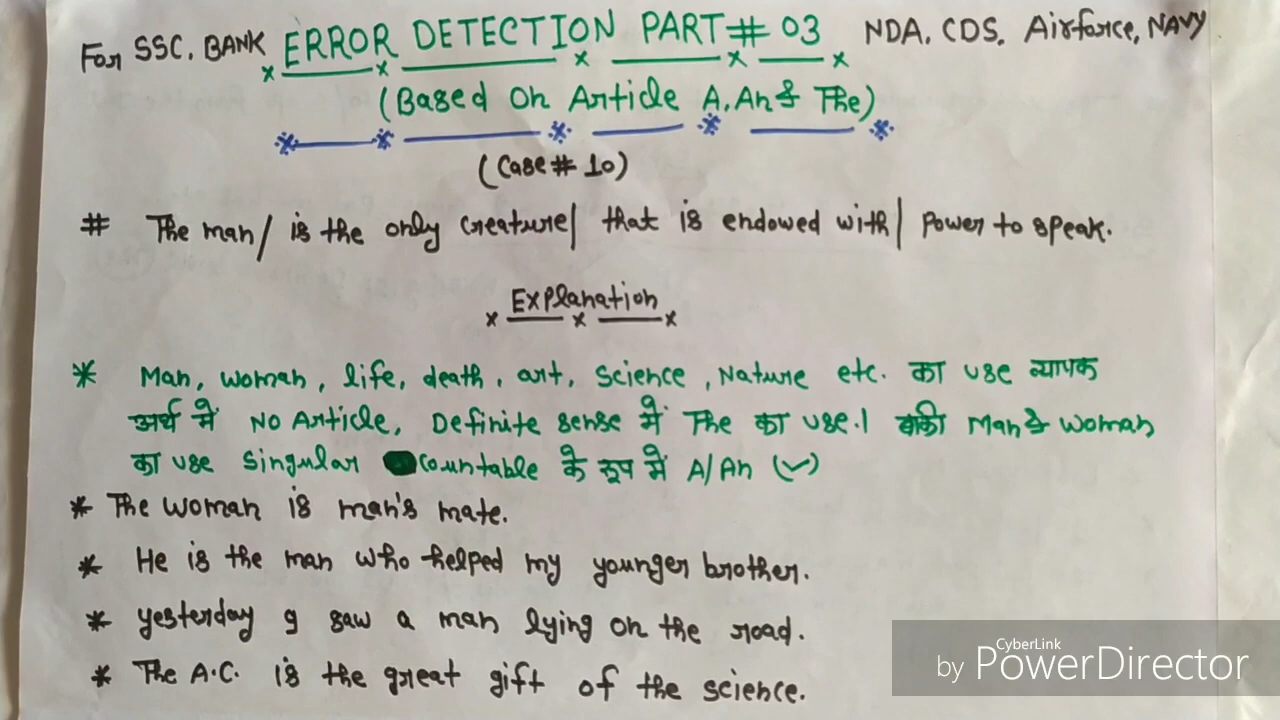 For SSC, BANK ERROR DETECTION PART # 03 NDA, CDS, Airforce, NAVY
(Based On Article A, An & The)
(Case # 10)
# The man/ is the only creature/ that is endowed with/ power to speak.
Explanation
* Man, woman, life, death, art, science, Nature etc. का use व्यापक
अर्थ में No Article, Definite sense में The का use.। बाकी Man & woman
का use singular countable के रूप में A/An (✓)
* The woman is man's mate.
* He is the man who helped my younger brother.
* Yesterday I saw a man lying on the road.
* The A.C. is the great gift of the science.
CyberLink
by PowerDirector